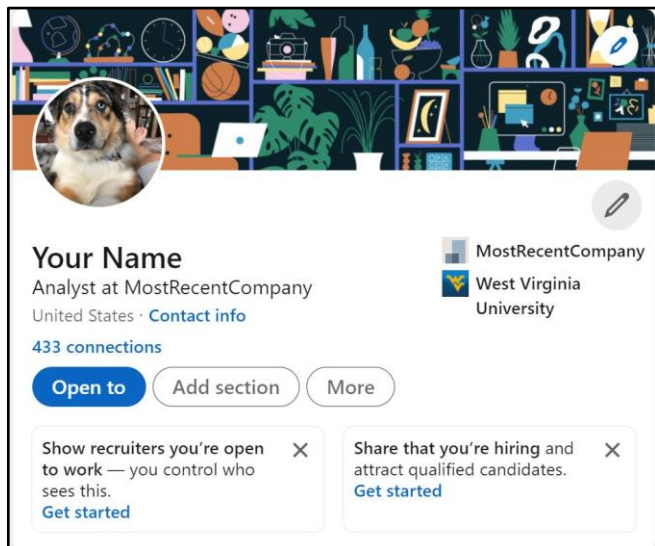 Your Name
Analyst at MostRecentCompany
United States · Contact info
433 connections
MostRecentCompany
West Virginia
University
Open to
Add section
More
Show recruiters you're open
to work — you control who
sees this.
Get started
Share that you're hiring and
attract qualified candidates.
Get started